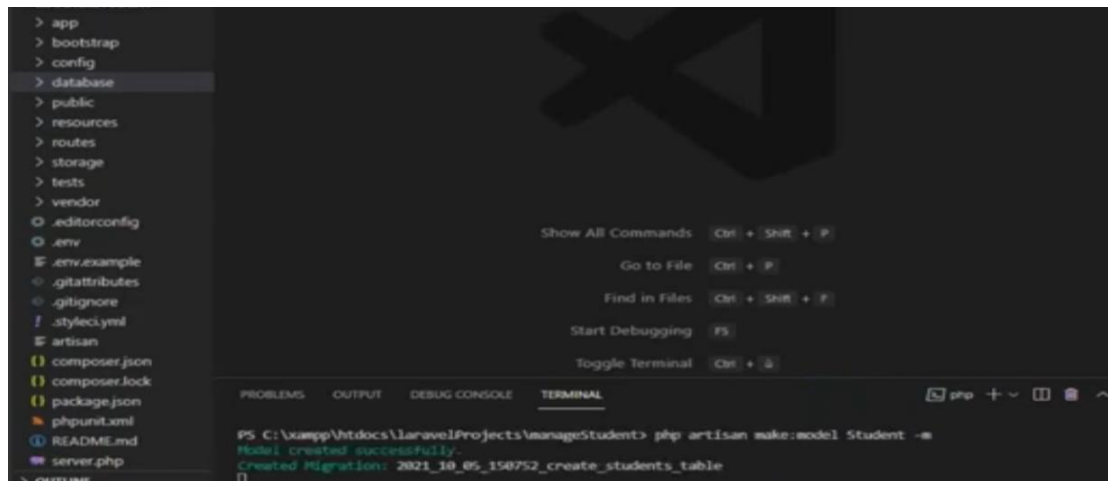 > app
> bootstrap
> config
> database
> public
> resources
> routes
> storage
> tests
> vendor
.editorconfig
.env
.env.example
.gitattributes
.gitignore
! .styleci.yml
artisan
{} composer.json
{} composer.lock
{} package.json
phpunit.xml
README.md
server.php
> OUTLINE
Show All Commands Ctrl + Shift + P
Go to File Ctrl + P
Find in Files Ctrl + Shift + F
Start Debugging F5
Toggle Terminal Ctrl +
PROBLEMS OUTPUT DEBUG CONSOLE TERMINAL php
PS C:\xampp\htdocs\laravelProjects\manageStudent> php artisan make:model Student -m
Model created successfully.
Created Migration: 2021_10_05_150752_create_students_table